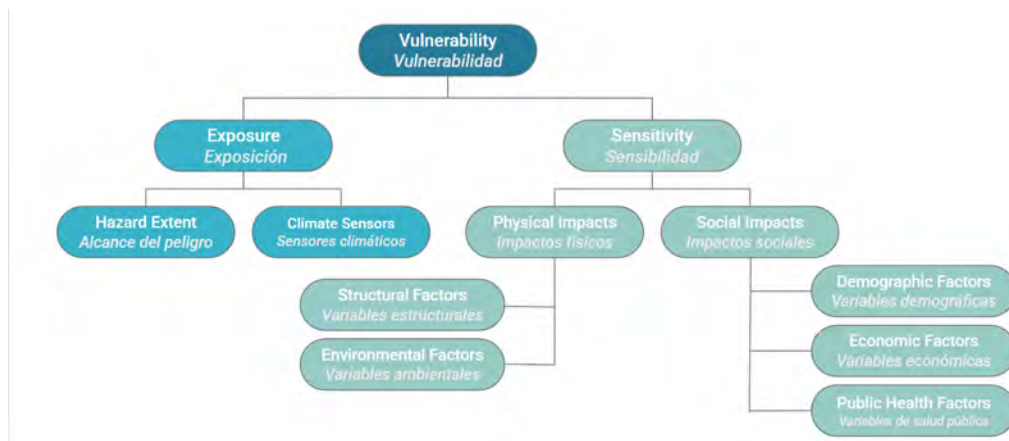 Vulnerability
Vulnerabilidad
Exposure
Exposición
Sensitivity
Sensibilidad
Hazard Extent
Alcance del peligro
Climate Sensors
Sensores climáticos
Physical Impacts
Impactos físicos
Social Impacts
Impactos sociales
Structural Factors
Variables estructurales
Environmental Factors
Variables ambientales
Demographic Factors
Variables demográficas
Economic Factors
Variables económicas
Public Health Factors
Variables de salud pública